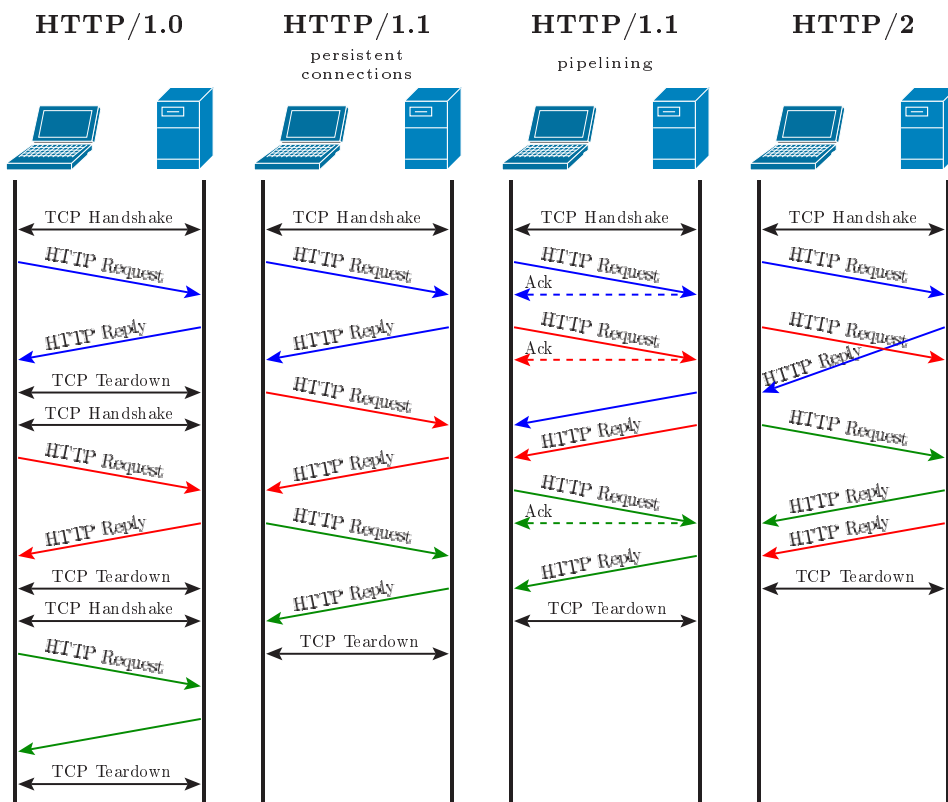 HTTP/1.0
TCP Handshake
HTTP Request
HTTP Reply
TCP Teardown
TCP Handshake
HTTP Request
HTTP Reply
TCP Teardown
TCP Handshake
HTTP Request
TCP Teardown
HTTP/1.1
persistent
connections
TCP Handshake
HTTP Request
HTTP Reply
HTTP Request
HTTP Reply
HTTP Request
HTTP Reply
TCP Teardown
HTTP/1.1
pipelining
TCP Handshake
HTTP Request
Ack
HTTP Request
Ack
HTTP Reply
HTTP Request
Ack
HTTP Reply
TCP Teardown
HTTP/2
TCP Handshake
HTTP Request
HTTP Request
HTTP Reply
HTTP Request
HTTP Reply
HTTP Reply
TCP Teardown